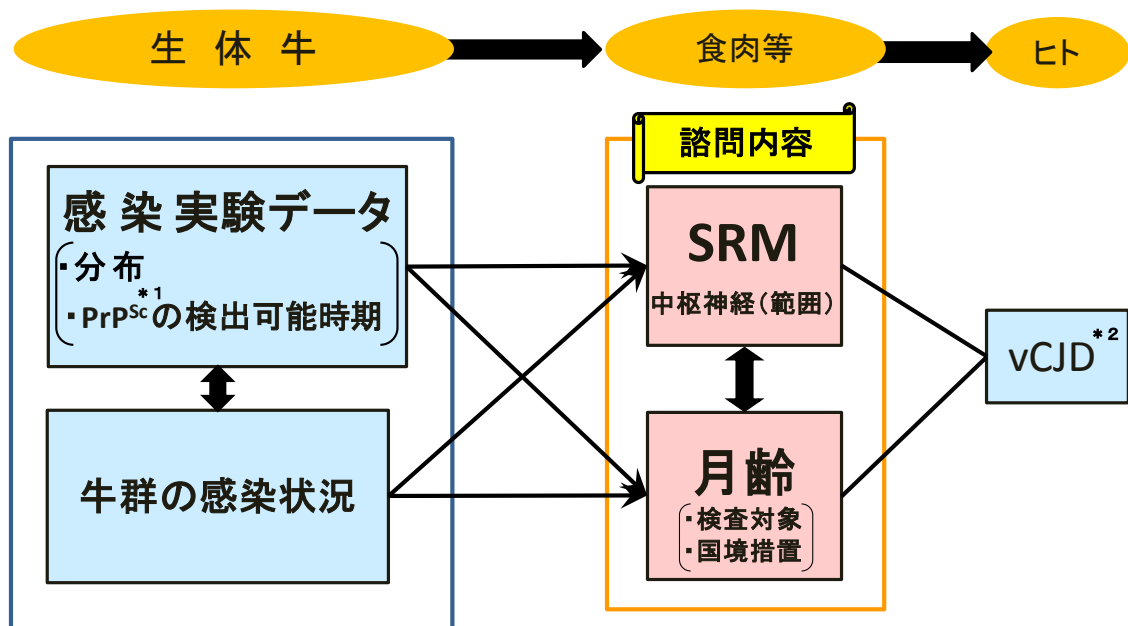 生 体 牛
食肉等
ヒト
諮問内容
感 染 実験データ
・分 布
・PrPˢᶜ*1の検出可能時期
牛群の感染状況
SRM
中枢神経(範囲)
月齢
・検査対象
・国境措置
vCJD*2